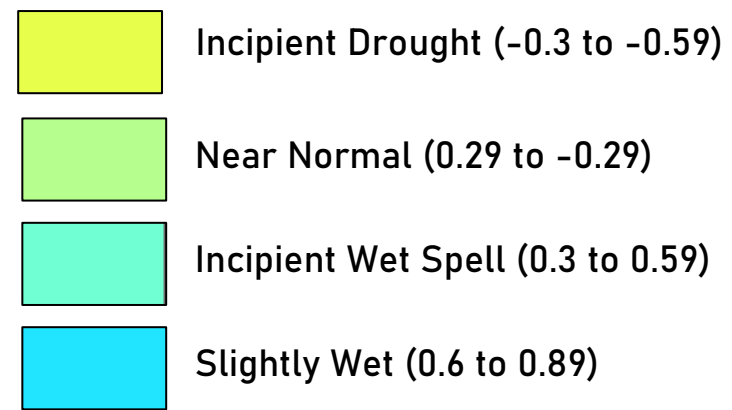 Incipient Drought (-0.3 to -0.59)
Near Normal (0.29 to -0.29)
Incipient Wet Spell (0.3 to 0.59)
Slightly Wet (0.6 to 0.89)